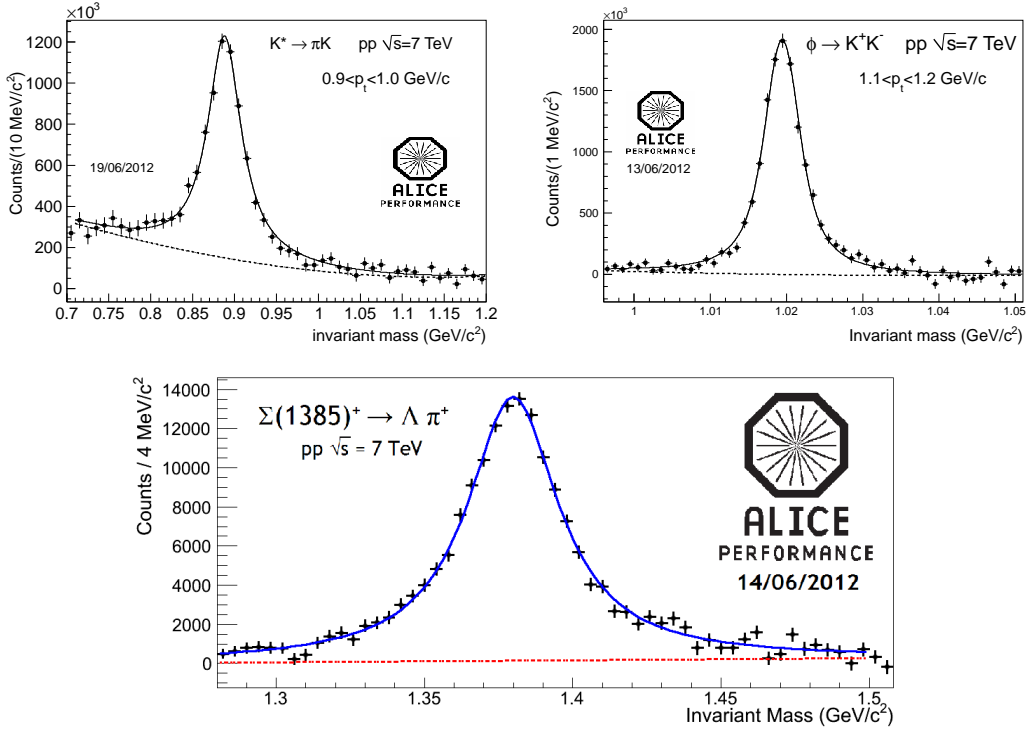 ×10³
Counts/(10 MeV/c²)
1200
1000
800
600
400
200
0
K* → πK pp √s=7 TeV
0.9<pₜ<1.0 GeV/c
19/06/2012
ALICE
PERFORMANCE
0.7 0.75 0.8 0.85 0.9 0.95 1 1.05 1.1 1.15 1.2
invariant mass (GeV/c²)
×10³
Counts/(1 MeV/c²)
2000
1500
1000
500
0
ϕ → K⁺K⁻ pp √s=7 TeV
1.1<pₜ<1.2 GeV/c
ALICE
PERFORMANCE
13/06/2012
1 1.01 1.02 1.03 1.04 1.05
Invariant mass (GeV/c²)
Counts / 4 MeV/c²
14000
12000
10000
8000
6000
4000
2000
0
Σ(1385)⁺ → Λ π⁺
pp √s = 7 TeV
ALICE
PERFORMANCE
14/06/2012
1.3 1.35 1.4 1.45 1.5
Invariant Mass (GeV/c²)